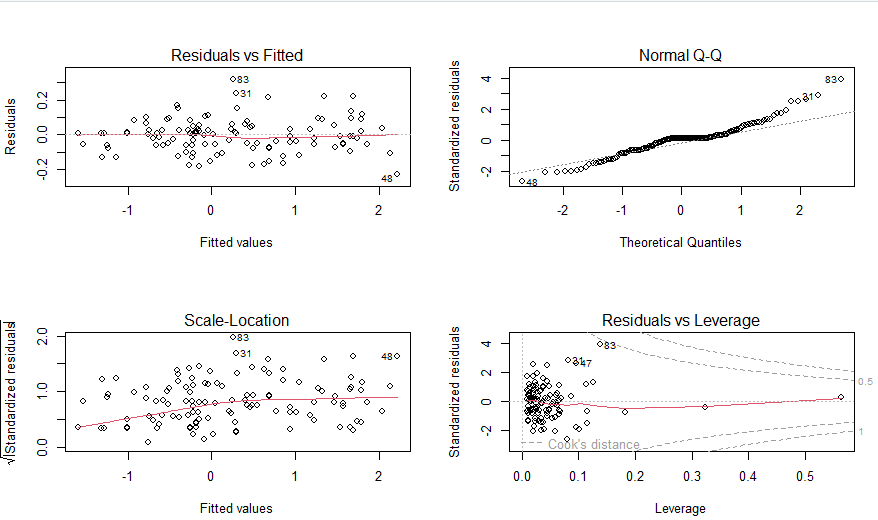 Residuals vs Fitted
Residuals
-0.2 0.0 0.2
83
31
48
-1 0 1 2
Fitted values
Normal Q-Q
Standardized residuals
-2 0 2 4
83
31
48
-2 -1 0 1 2
Theoretical Quantiles
Scale-Location
√|Standardized residuals|
0.0 1.0 2.0
83
31
48
-1 0 1 2
Fitted values
Residuals vs Leverage
Standardized residuals
-2 0 2 4
83
31
47
0.5
1
Cook's distance
0.0 0.1 0.2 0.3 0.4 0.5
Leverage